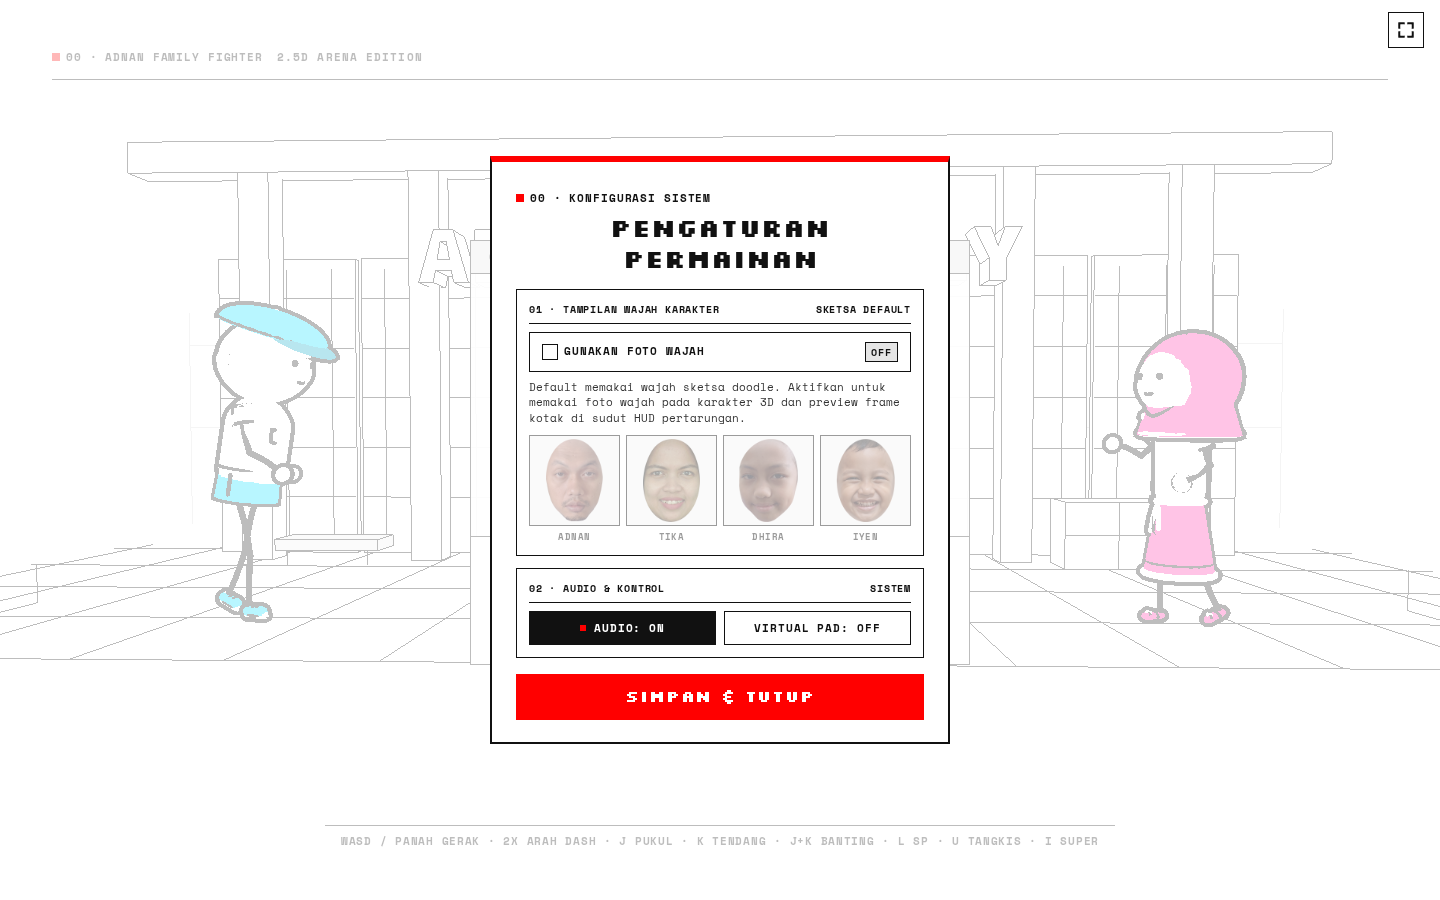 00 · ADNAN FAMILY FIGHTER 2.5D ARENA EDITION
A
Y
00 · KONFIGURASI SISTEM
PENGATURAN
PERMAINAN
01 · TAMPILAN WAJAH KARAKTER SKETSA DEFAULT
GUNAKAN FOTO WAJAH OFF
Default memakai wajah sketsa doodle. Aktifkan untuk
memakai foto wajah pada karakter 3D dan preview frame
kotak di sudut HUD pertarungan.
ADNAN TIKA DHIRA IYEN
02 · AUDIO & KONTROL SISTEM
AUDIO: ON VIRTUAL PAD: OFF
SIMPAN & TUTUP
WASD / PANAH GERAK · 2X ARAH DASH · J PUKUL · K TENDANG · J+K BANTING · L SP · U TANGKIS · I SUPER